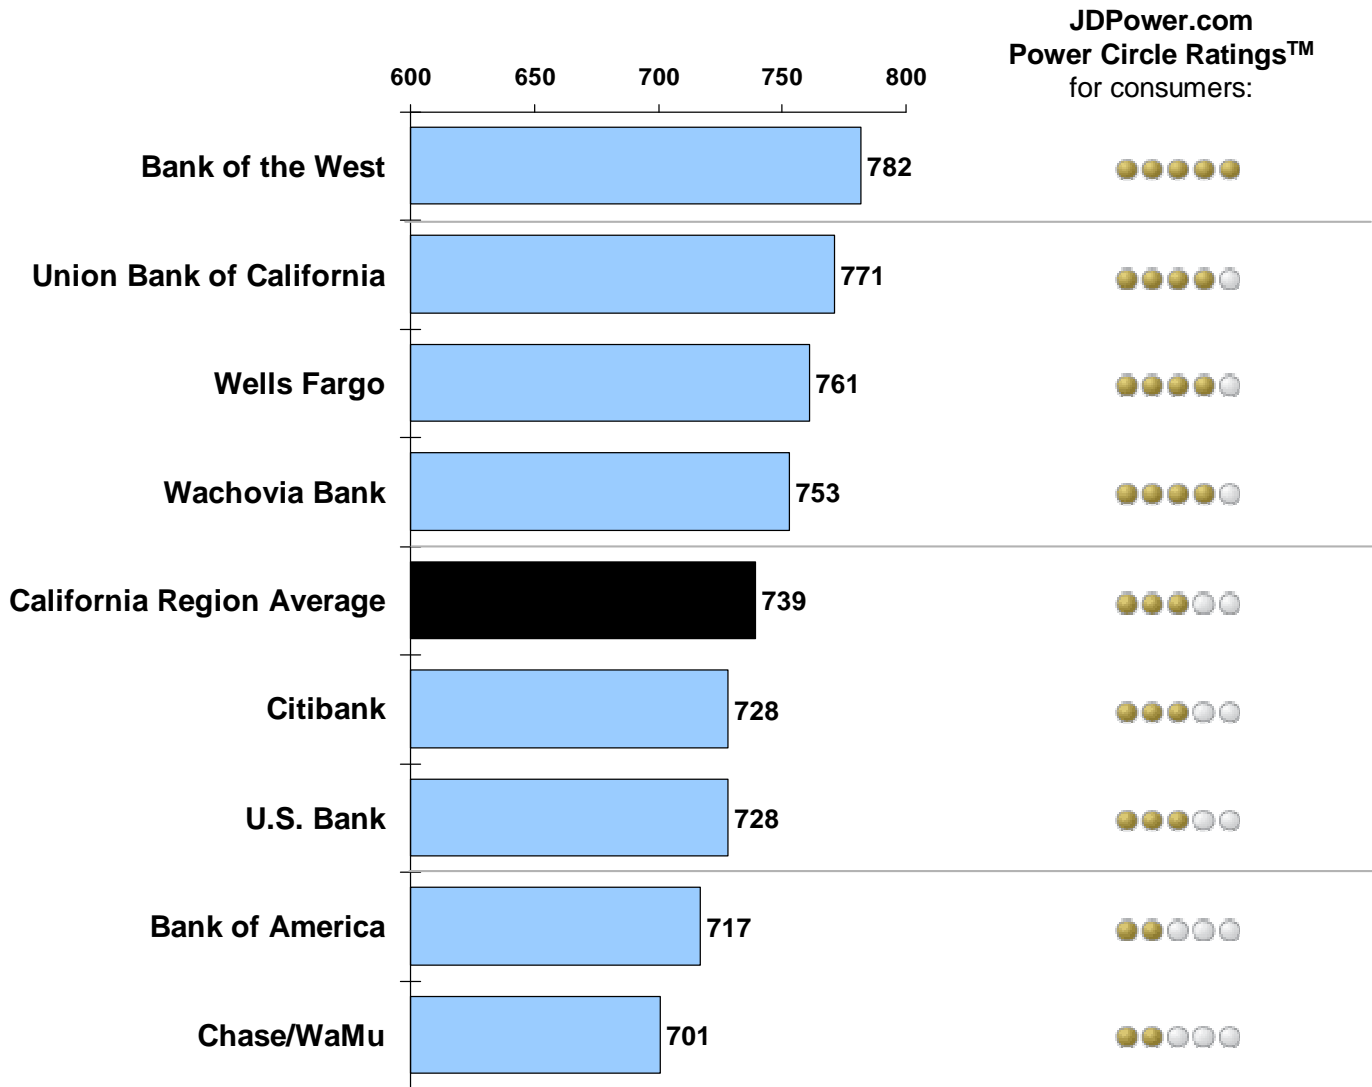 JDPower.com
Power Circle Ratings™
for consumers:
600 650 700 750 800
Bank of the West 782
Union Bank of California 771
Wells Fargo 761
Wachovia Bank 753
California Region Average 739
Citibank 728
U.S. Bank 728
Bank of America 717
Chase/WaMu 701